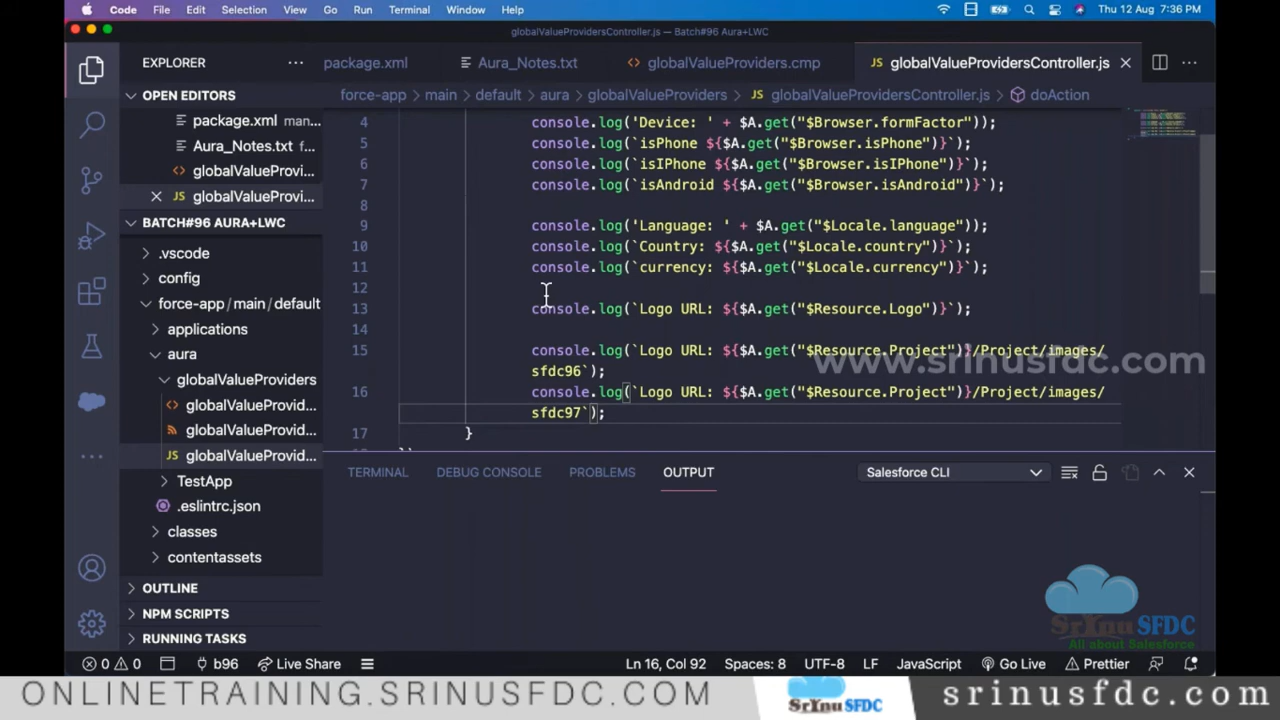 Code File Edit Selection View Go Run Terminal Window Help Thu 12 Aug 7:36 PM
globalValueProvidersController.js — Batch#96 Aura+LWC
EXPLORER
package.xml Aura_Notes.txt globalValueProviders.cmp JS globalValueProvidersController.js
OPEN EDITORS
force-app > main > default > aura > globalValueProviders > JS globalValueProvidersController.js > doAction
package.xml man...
Aura_Notes.txt f...
globalValueProvi...
JS globalValueProvi...
BATCH#96 AURA+LWC
.vscode
config
force-app/main/default
applications
aura
globalValueProviders
globalValueProvid...
globalValueProvid...
JS globalValueProvid...
TestApp
.eslintrc.json
classes
contentassets
OUTLINE
NPM SCRIPTS
RUNNING TASKS
4 console.log('Device: ' + $A.get("$Browser.formFactor"));
5 console.log(`isPhone ${$A.get("$Browser.isPhone")}`);
6 console.log(`isIPhone ${$A.get("$Browser.isIPhone")}`);
7 console.log(`isAndroid ${$A.get("$Browser.isAndroid")}`);
8
9 console.log('Language: ' + $A.get("$Locale.language"));
10 console.log(`Country: ${$A.get("$Locale.country")}`);
11 console.log(`currency: ${$A.get("$Locale.currency")}`);
12
13 console.log(`Logo URL: ${$A.get("$Resource.Logo")}`);
14
15 console.log(`Logo URL: ${$A.get("$Resource.Project")}/Project/images/
sfdc96`);
16 console.log(`Logo URL: ${$A.get("$Resource.Project")}/Project/images/
sfdc97`);
17 }
www.srinusfdc.com
TERMINAL DEBUG CONSOLE PROBLEMS OUTPUT Salesforce CLI
SrinuSFDC
All about Salesforce
0 0 b96 Live Share Ln 16, Col 92 Spaces: 8 UTF-8 LF JavaScript Go Live Prettier
ONLINETRAINING.SRINUSFDC.COM
SrinuSFDC
srinusfdc.com